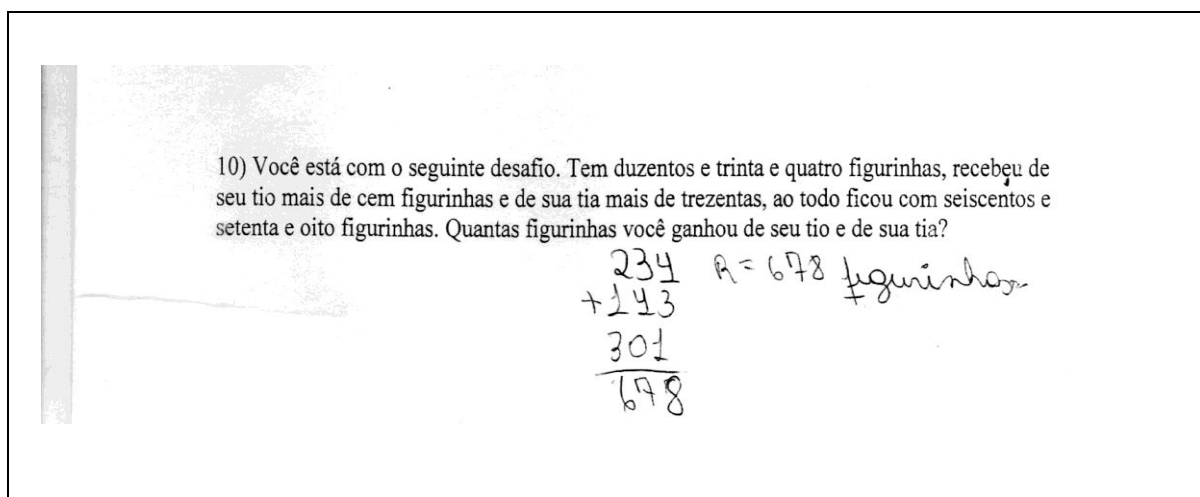 10) Você está com o seguinte desafio. Tem duzentos e trinta e quatro figurinhas, recebeu de
seu tio mais de cem figurinhas e de sua tia mais de trezentas, ao todo ficou com seiscentos e
setenta e oito figurinhas. Quantas figurinhas você ganhou de seu tio e de sua tia?
234 R = 678 figurinhas
+143
301
678